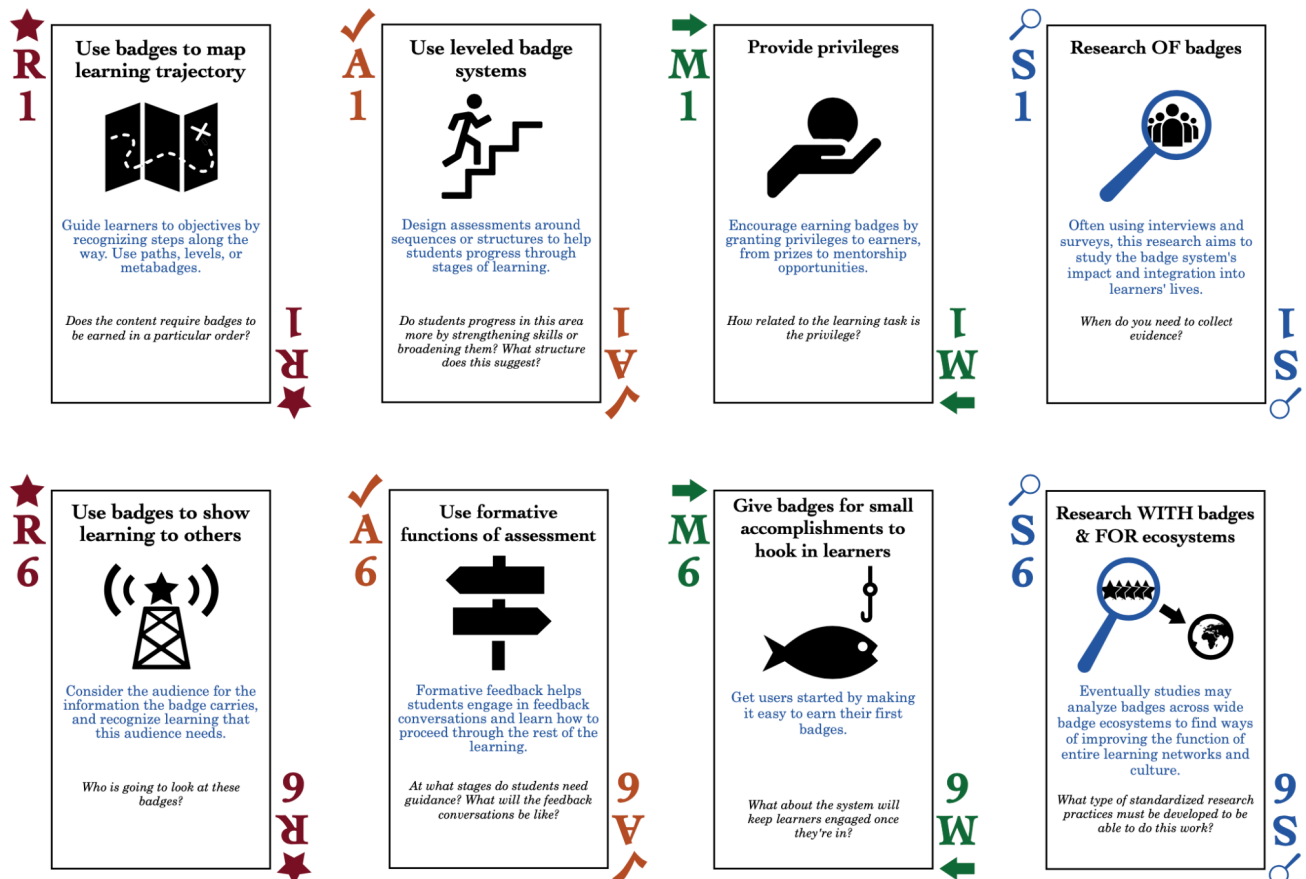 R
1
Use badges to map
learning trajectory
Guide learners to objectives by
recognizing steps along the
way. Use paths, levels, or
metabadges.
Does the content require badges to
be earned in a particular order?
1
R
A
1
Use leveled badge
systems
Design assessments around
sequences or structures to help
students progress through
stages of learning.
Do students progress in this area
more by strengthening skills or
broadening them? What structure
does this suggest?
1
A
M
1
Provide privileges
Encourage earning badges by
granting privileges to earners,
from prizes to mentorship
opportunities.
How related to the learning task is
the privilege?
1
M
S
1
Research OF badges
Often using interviews and
surveys, this research aims to
study the badge system's
impact and integration into
learners' lives.
When do you need to collect
evidence?
1
S
R
6
Use badges to show
learning to others
Consider the audience for the
information the badge carries,
and recognize learning that
this audience needs.
Who is going to look at these
badges?
6
R
A
6
Use formative
functions of assessment
Formative feedback helps
students engage in feedback
conversations and learn how to
proceed through the rest of the
learning.
At what stages do students need
guidance? What will the feedback
conversations be like?
6
A
M
6
Give badges for small
accomplishments to
hook in learners
Get users started by making
it easy to earn their first
badges.
What about the system will
keep learners engaged once
they're in?
6
M
S
6
Research WITH badges
& FOR ecosystems
Eventually studies may
analyze badges across wide
badge ecosystems to find ways
of improving the function of
entire learning networks and
culture.
What type of standardized research
practices must be developed to be
able to do this work?
6
S